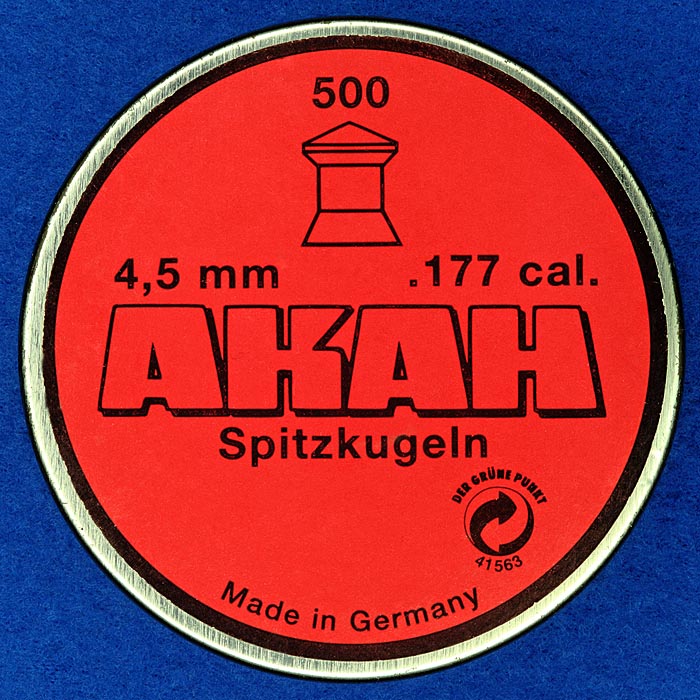 500
4,5 mm .177 cal.
AKAH
Spitzkugeln
DER GRÜNE PUNKT
41563
Made in Germany